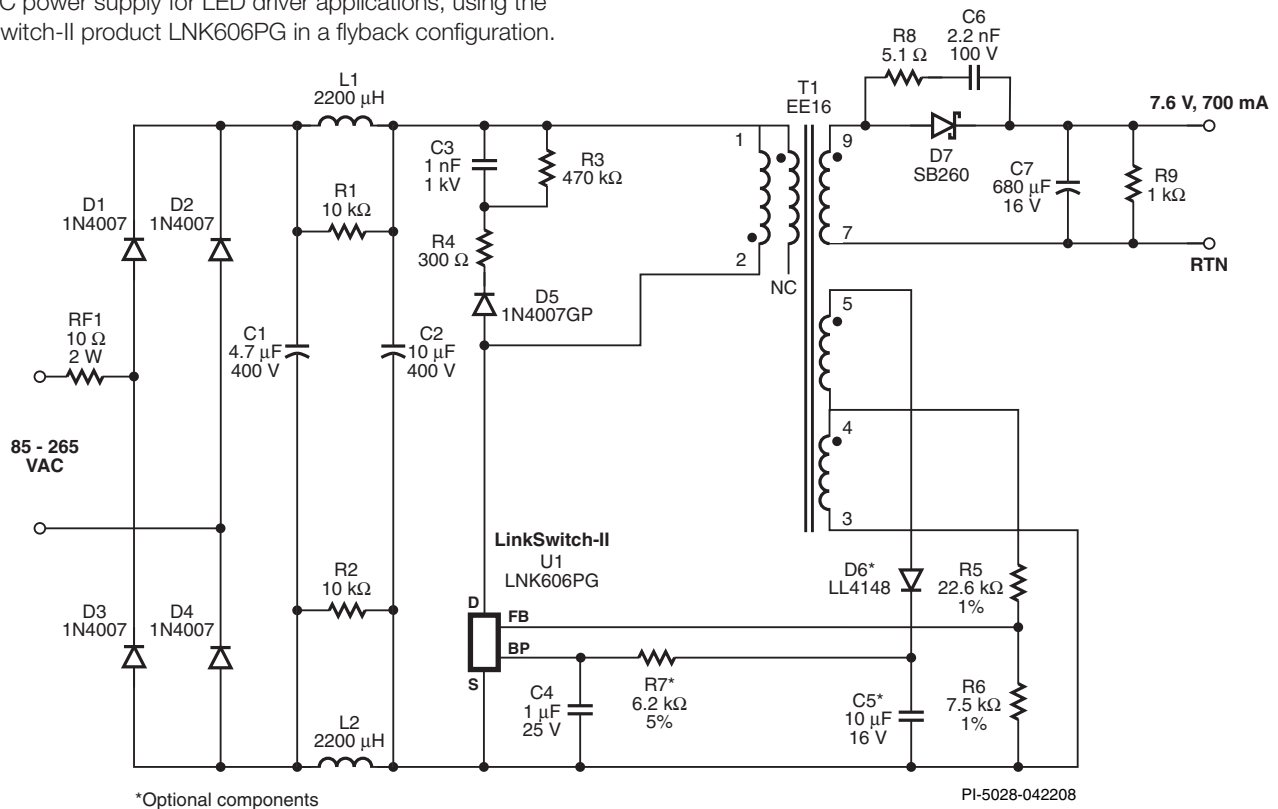 C power supply for LED driver applications, using the
witch-II product LNK606PG in a flyback configuration.
L1
2200 μH
R8
5.1 Ω
C6
2.2 nF
100 V
T1
EE16
7.6 V, 700 mA
1
9
D7
SB260
C3
1 nF
1 kV
R3
470 kΩ
C7
680 μF
16 V
R9
1 kΩ
D1
1N4007
D2
1N4007
R1
10 kΩ
R4
300 Ω
2
7
NC
RTN
D5
1N4007GP
5
RF1
10 Ω
2 W
C1
4.7 μF
400 V
C2
10 μF
400 V
85 - 265
VAC
4
3
LinkSwitch-II
U1
LNK606PG
D6*
LL4148
R5
22.6 kΩ
1%
R2
10 kΩ
D3
1N4007
D4
1N4007
D
FB
BP
S
C4
1 μF
25 V
R7*
6.2 kΩ
5%
C5*
10 μF
16 V
R6
7.5 kΩ
1%
L2
2200 μH
*Optional components
PI-5028-042208